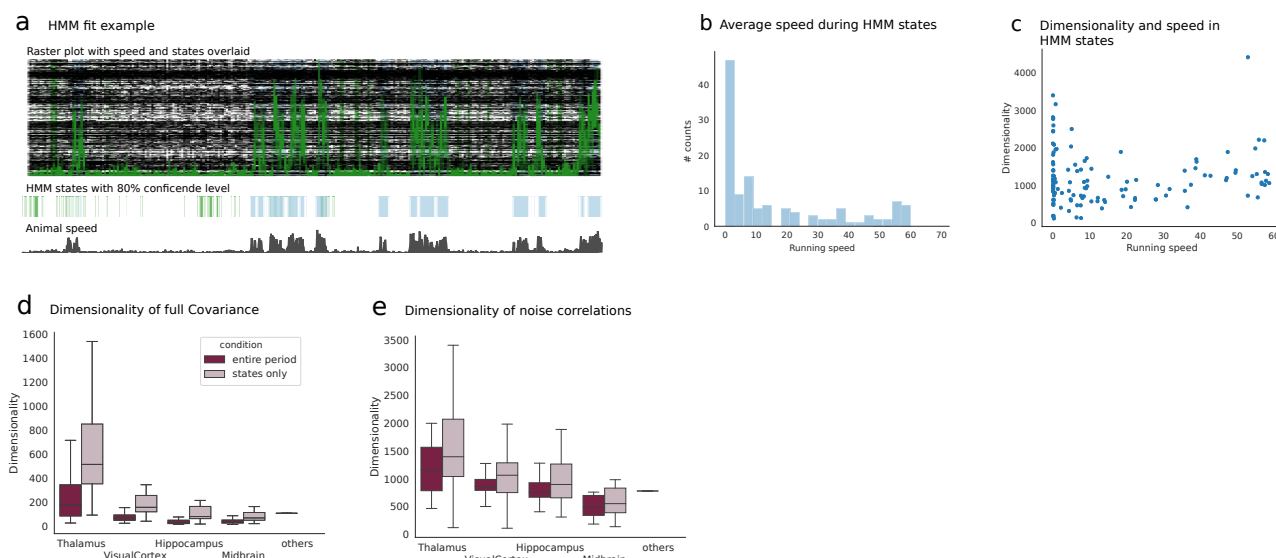 a HMM fit example
Raster plot with speed and states overlaid
HMM states with 80% conficende level
Animal speed
b Average speed during HMM states
# counts
40
30
20
10
0
0 10 20 30 40 50 60 70
Running speed
c Dimensionality and speed in
HMM states
Dimensionality
4000
3000
2000
1000
0
0 10 20 30 40 50 60
Running speed
d Dimensionality of full Covariance
Dimensionality
1600
1400
1200
1000
800
600
400
200
0
condition
entire period
states only
Thalamus Hippocampus others
VisualCortex Midbrain
e Dimensionality of noise correlations
Dimensionality
3500
3000
2500
2000
1500
1000
500
0
Thalamus Hippocampus others
VisualCortex Midbrain